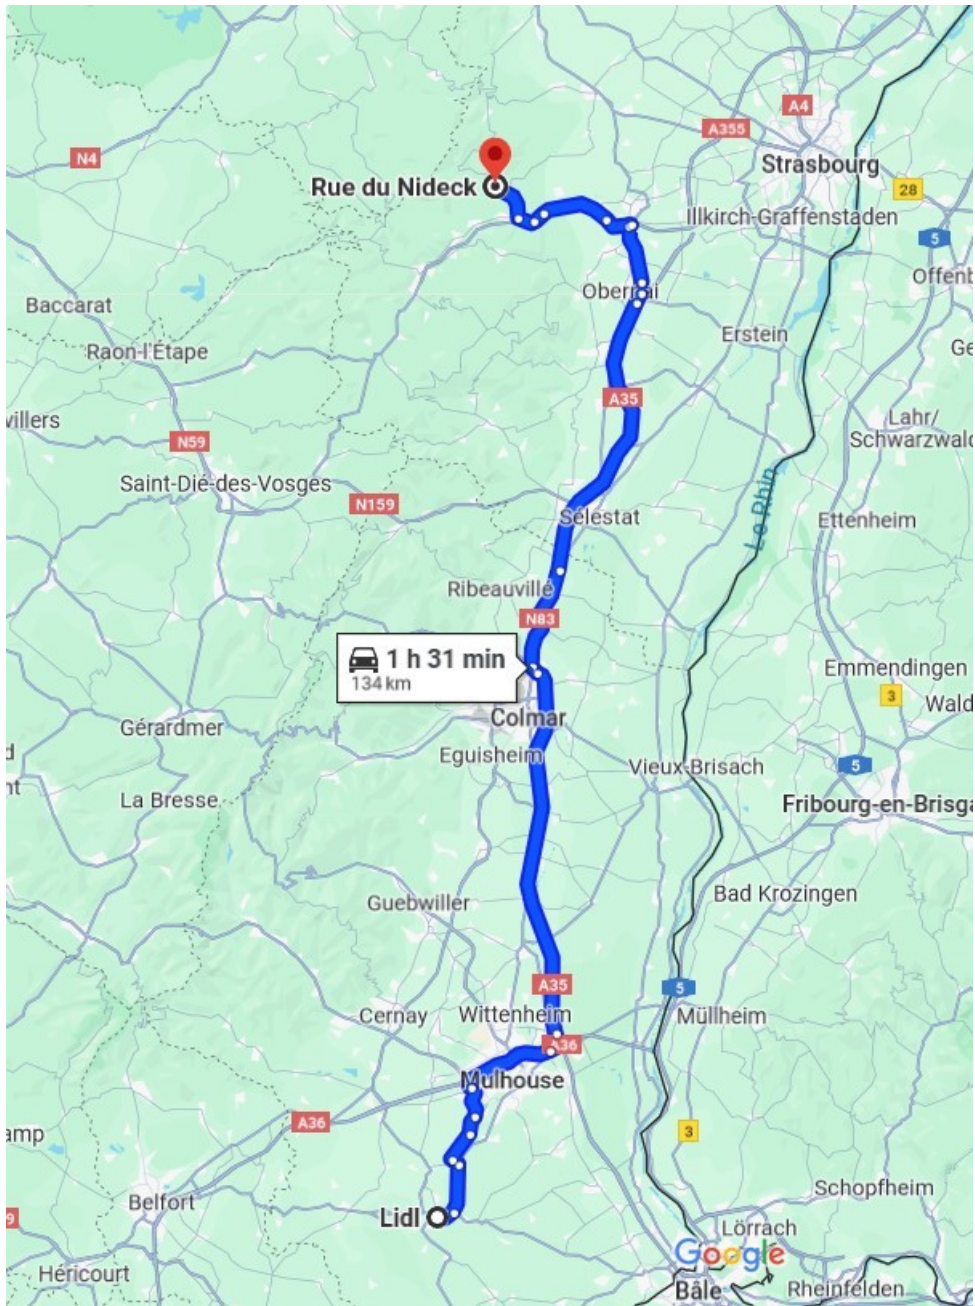 N4
A4
A355
Strasbourg
Rue du Nideck
28
Illkirch-Graffenstaden
5
Offenb
Obernai
Baccarat
Erstein
Raon-l'Étape
Ge
A35
villers
Lahr/
Schwarzwald
N59
Saint-Dié-des-Vosges
N159
Sélestat
Le Rhin
Ettenheim
Ribeauvillé
N83
1 h 31 min
134 km
Emmendingen
3
Wald
Colmar
Gérardmer
Eguisheim
d
nt
Vieux-Brisach
5
La Bresse
Fribourg-en-Brisga
Bad Krozingen
Guebwiller
A35
5
Cernay
Wittenheim
Müllheim
A36
Mulhouse
A36
3
amp
Belfort
Schopfheim
Lidl
9
Lörrach
Google
Héricourt
Bâle
Rheinfelden